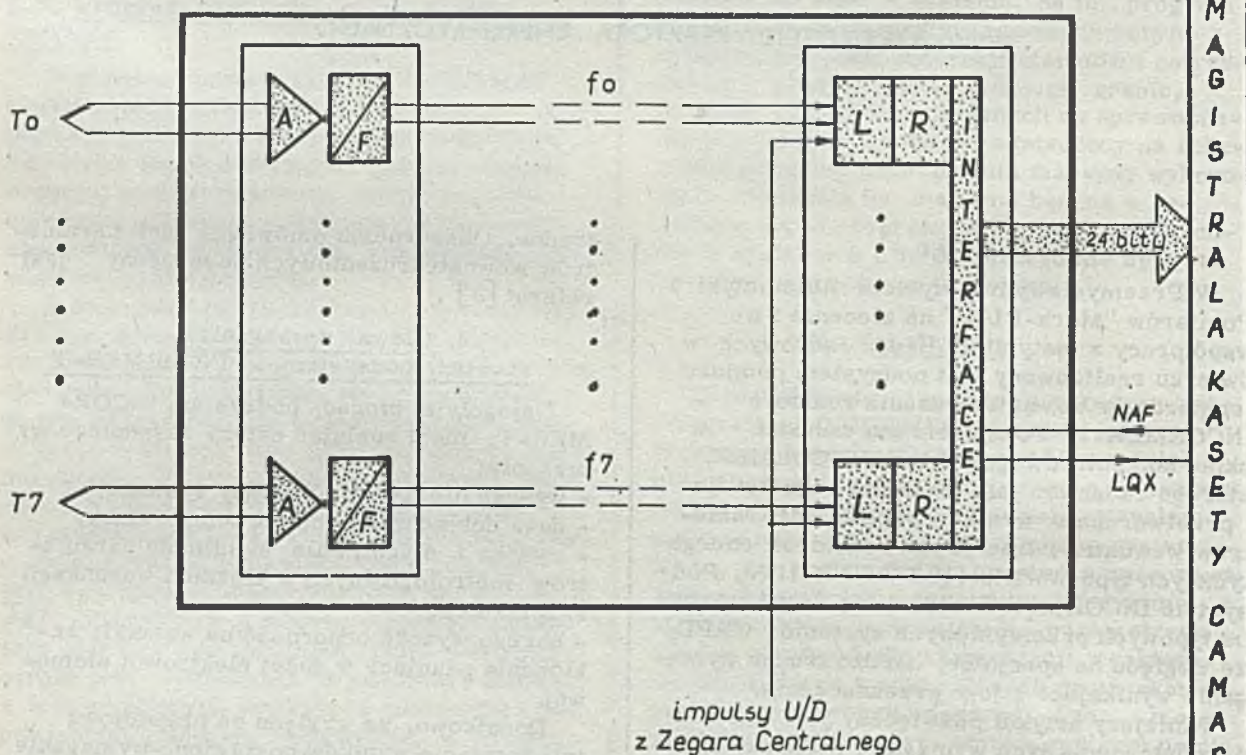 To
A
F
fo
L
R
T7
A
F
f7
L
R
INTERFACE
24 bity
NAF
LQX
impulsy U/D
z Zegara Centralnego
MAGISTRALA KASETY CAMAC